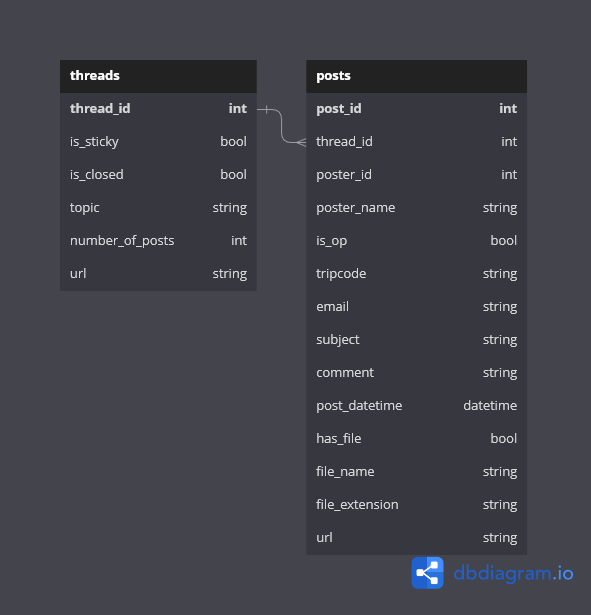 threads
thread_id int
is_sticky bool
is_closed bool
topic string
number_of_posts int
url string
posts
post_id int
thread_id int
poster_id int
poster_name string
is_op bool
tripcode string
email string
subject string
comment string
post_datetime datetime
has_file bool
file_name string
file_extension string
url string
dbdiagram.io